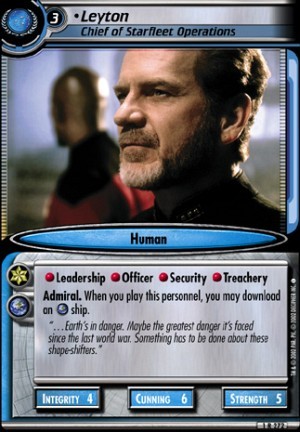 3 • Leyton
Chief of Starfleet Operations
Human
Leadership Officer Security Treachery
Admiral. When you play this personnel, you may download
an ship.
“…Earth's in danger. Maybe the greatest danger it's faced
since the last world war. Something has to be done about these
shape-shifters.”
INTEGRITY 4 CUNNING 6 STRENGTH 5